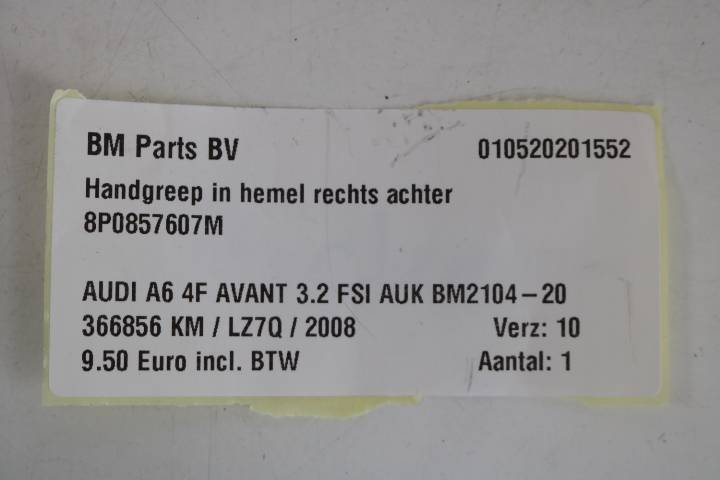 BM Parts BV 010520201552
Handgreep in hemel rechts achter
8P0857607M
AUDI A6 4F AVANT 3.2 FSI AUK BM2104-20
366856 KM / LZ7Q / 2008 Verz: 10
9.50 Euro incl. BTW Aantal: 1